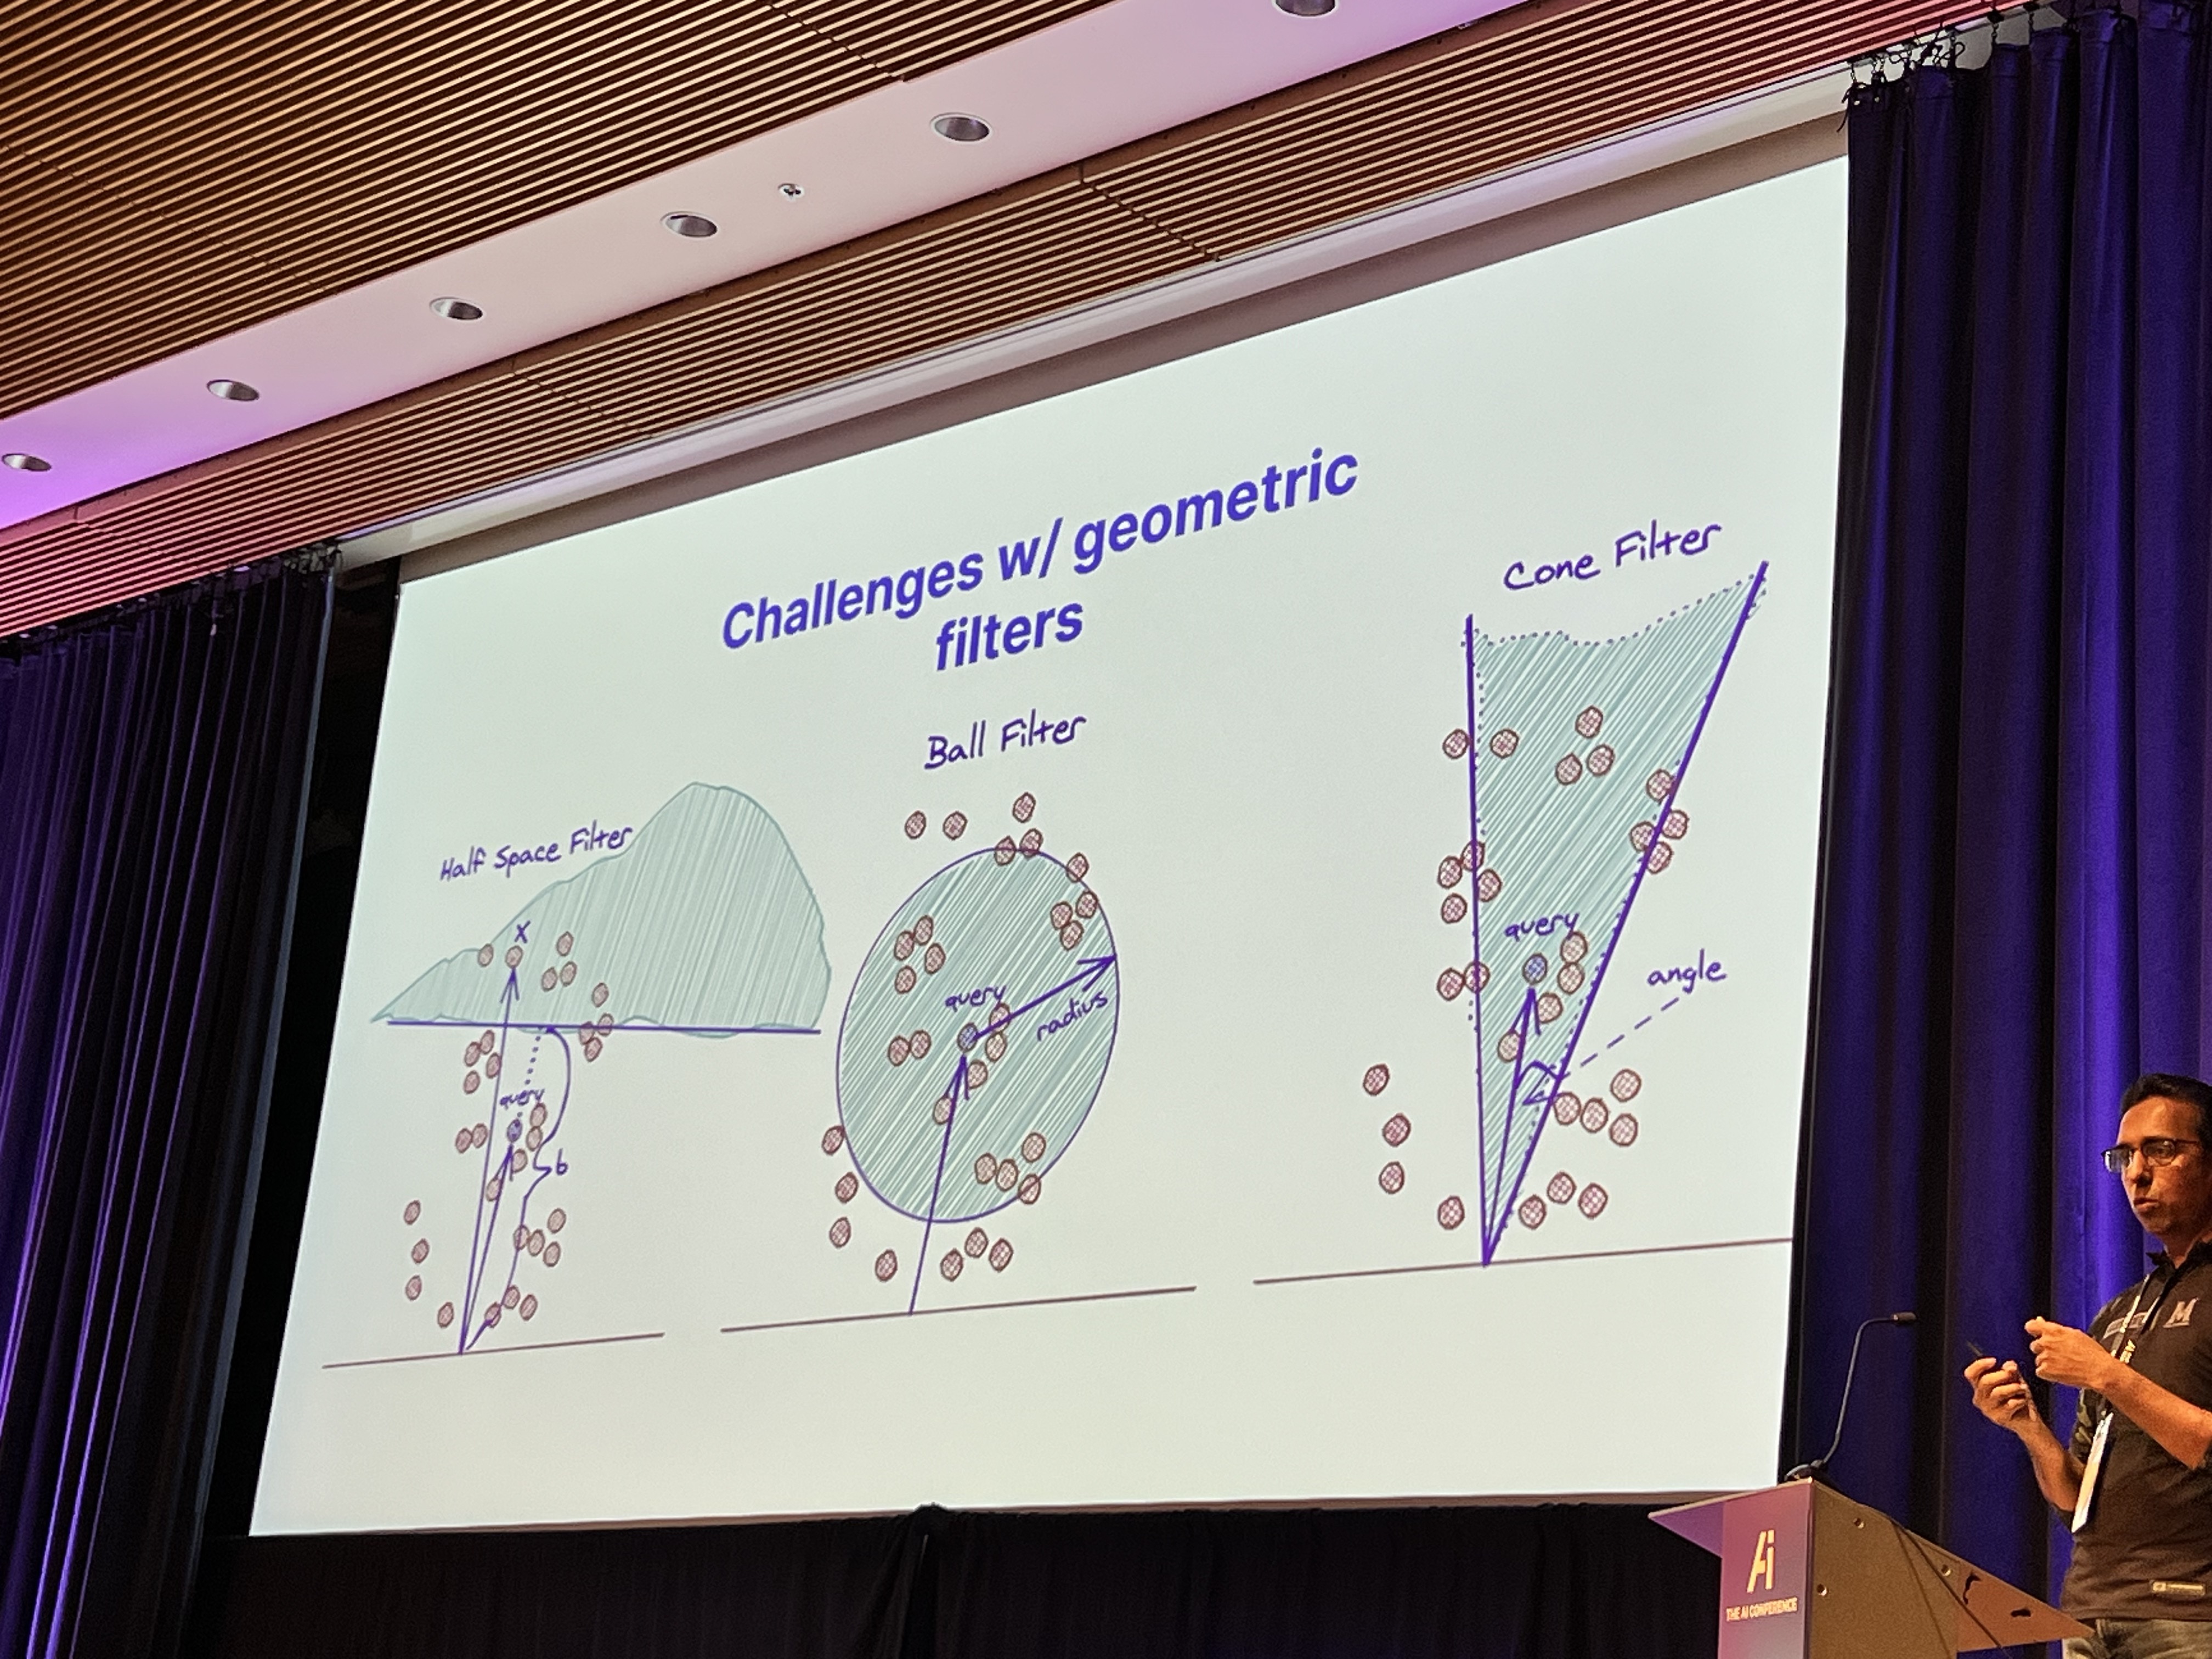 Challenges w/ geometric
filters
Half Space Filter
x
query
b
Ball Filter
query
radius
Cone Filter
query
angle
M
Ai
THE AI CONFERENCE